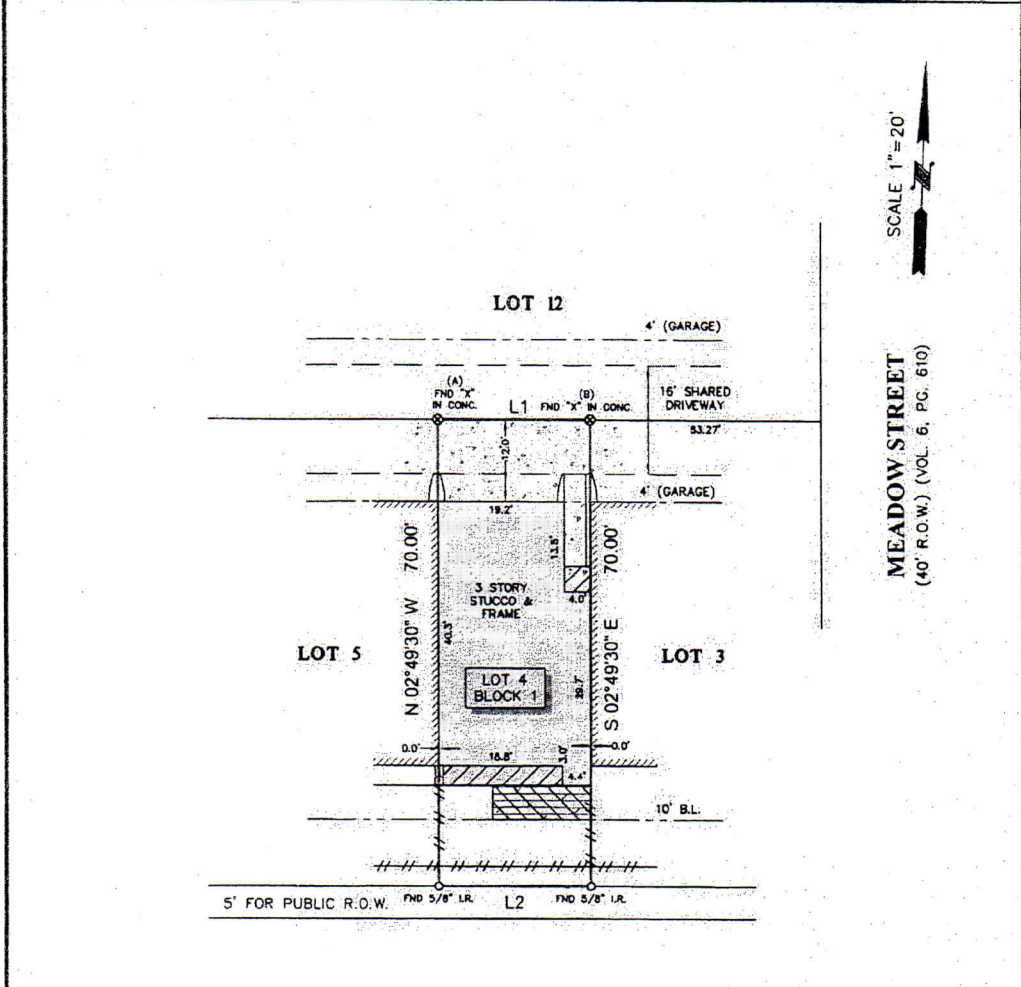 SCALE 1"=20'
MEADOW STREET
(40' R.O.W.) (VOL. 6, PG. 610)
LOT 12
4' (GARAGE)
(A)
FND "X"
IN CONC.
L1
(B)
FND "X" IN CONC.
16' SHARED
DRIVEWAY
53.27'
12.0'
4' (GARAGE)
19.2'
N 02°49'30" W 70.00'
13.8'
S 02°49'30" E 70.00'
3 STORY
STUCCO &
FRAME
4.0'
40.3'
LOT 5
LOT 3
LOT 4
BLOCK 1
29.7'
0.0'
18.8'
3.0'
0.0'
4.4'
10' B.L.
5' FOR PUBLIC R.O.W.
FND 5/8" I.R.
L2
FND 5/8" I.R.